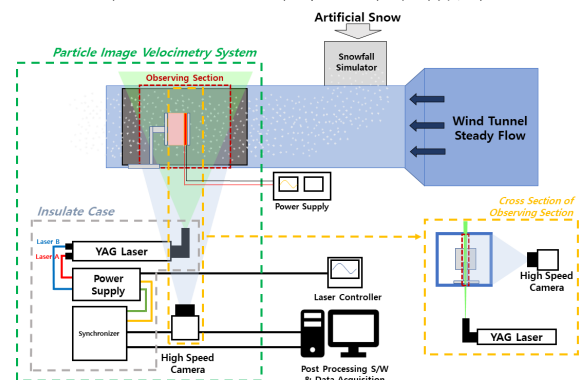 Artificial Snow
Particle Image Velocimetry System
Snowfall
Simulator
Observing Section
Wind Tunnel
Steady Flow
Power Supply
Cross Section of
Observing Section
Insulate Case
Laser B
Laser A
YAG Laser
Power
Supply
Laser Controller
High Speed
Camera
Synchronizer
YAG Laser
High Speed
Camera
Post Processing S/W
& Data Acquisition